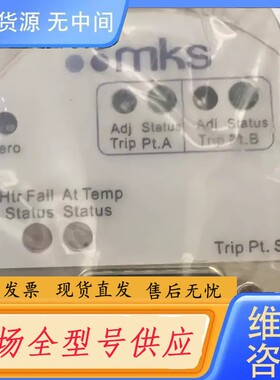 货资源 无中间
mks
ero
Adj Status
Trip Pt.A
Adj Status
Trip Pt.B
Htr Fail At Temp
Status Status
Trip Pt. S
发票 现货直发 售后无忧
维
场全型号供应